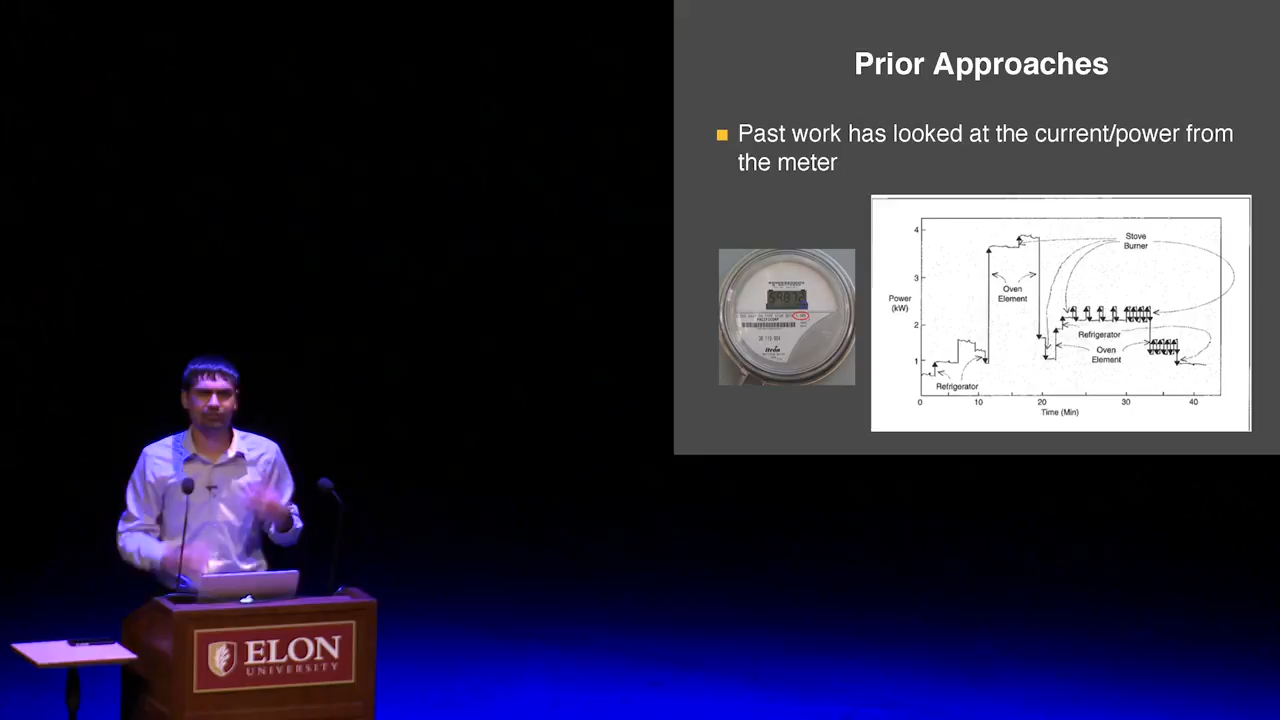 Prior Approaches
Past work has looked at the current/power from
the meter
4
3
2
1
Power
(kW)
Oven
Element
Stove
Burner
Refrigerator
Oven
Element
Refrigerator
0
10
20
30
40
Time (Min)
ELON
UNIVERSITY